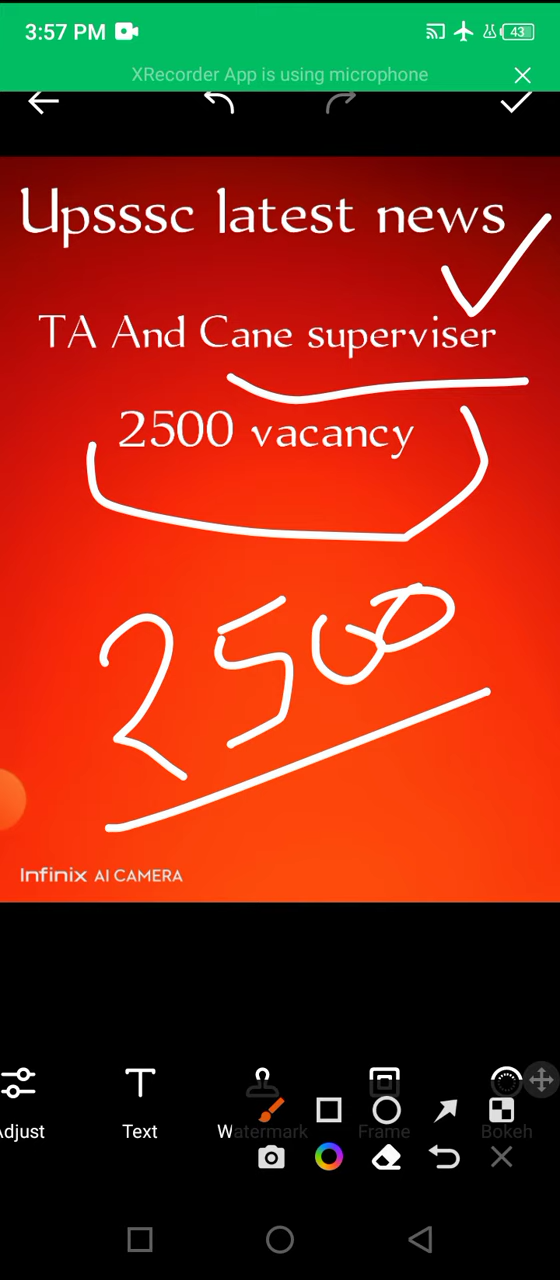 3:57 PM
43
XRecorder App is using microphone
Upsssc latest news
TA And Cane superviser
2500 vacancy
2500
Infinix AI CAMERA
Adjust
Text
Watermark
Frame
Bokeh